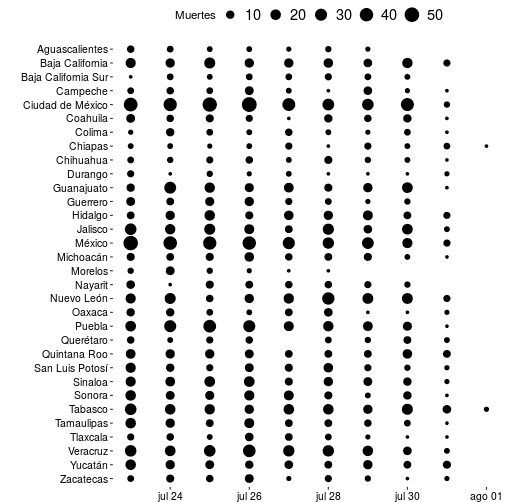 Muertes 10 20 30 40 50
Aguascalientes
Baja California
Baja California Sur
Campeche
Ciudad de México
Coahuila
Colima
Chiapas
Chihuahua
Durango
Guanajuato
Guerrero
Hidalgo
Jalisco
México
Michoacán
Morelos
Nayarit
Nuevo León
Oaxaca
Puebla
Querétaro
Quintana Roo
San Luis Potosí
Sinaloa
Sonora
Tabasco
Tamaulipas
Tlaxcala
Veracruz
Yucatán
Zacatecas
jul 24 jul 26 jul 28 jul 30 ago 01